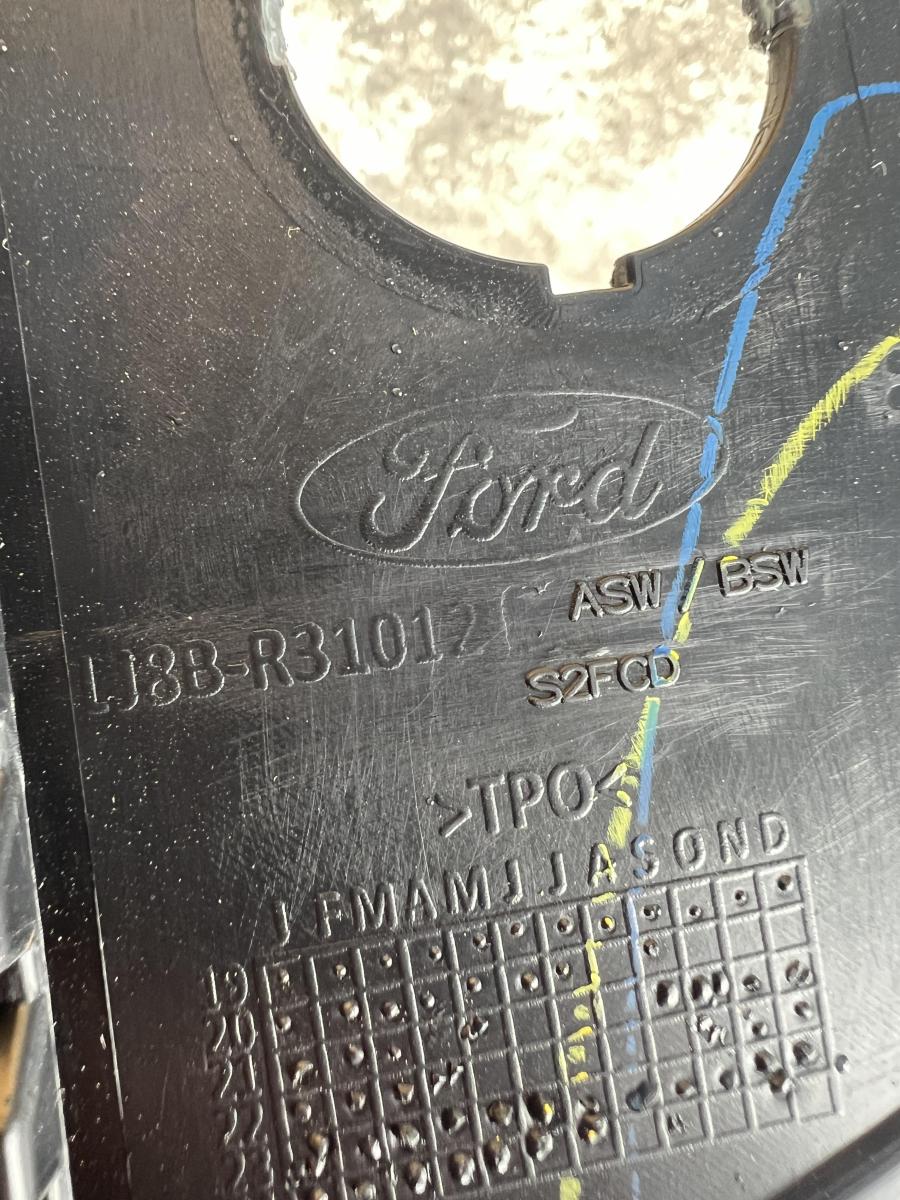 Ford
ASW / BSW
LJ8B-R31012
S2FCD
>TPO<
J F M A M J J A S O N D
19
20
21
22
23